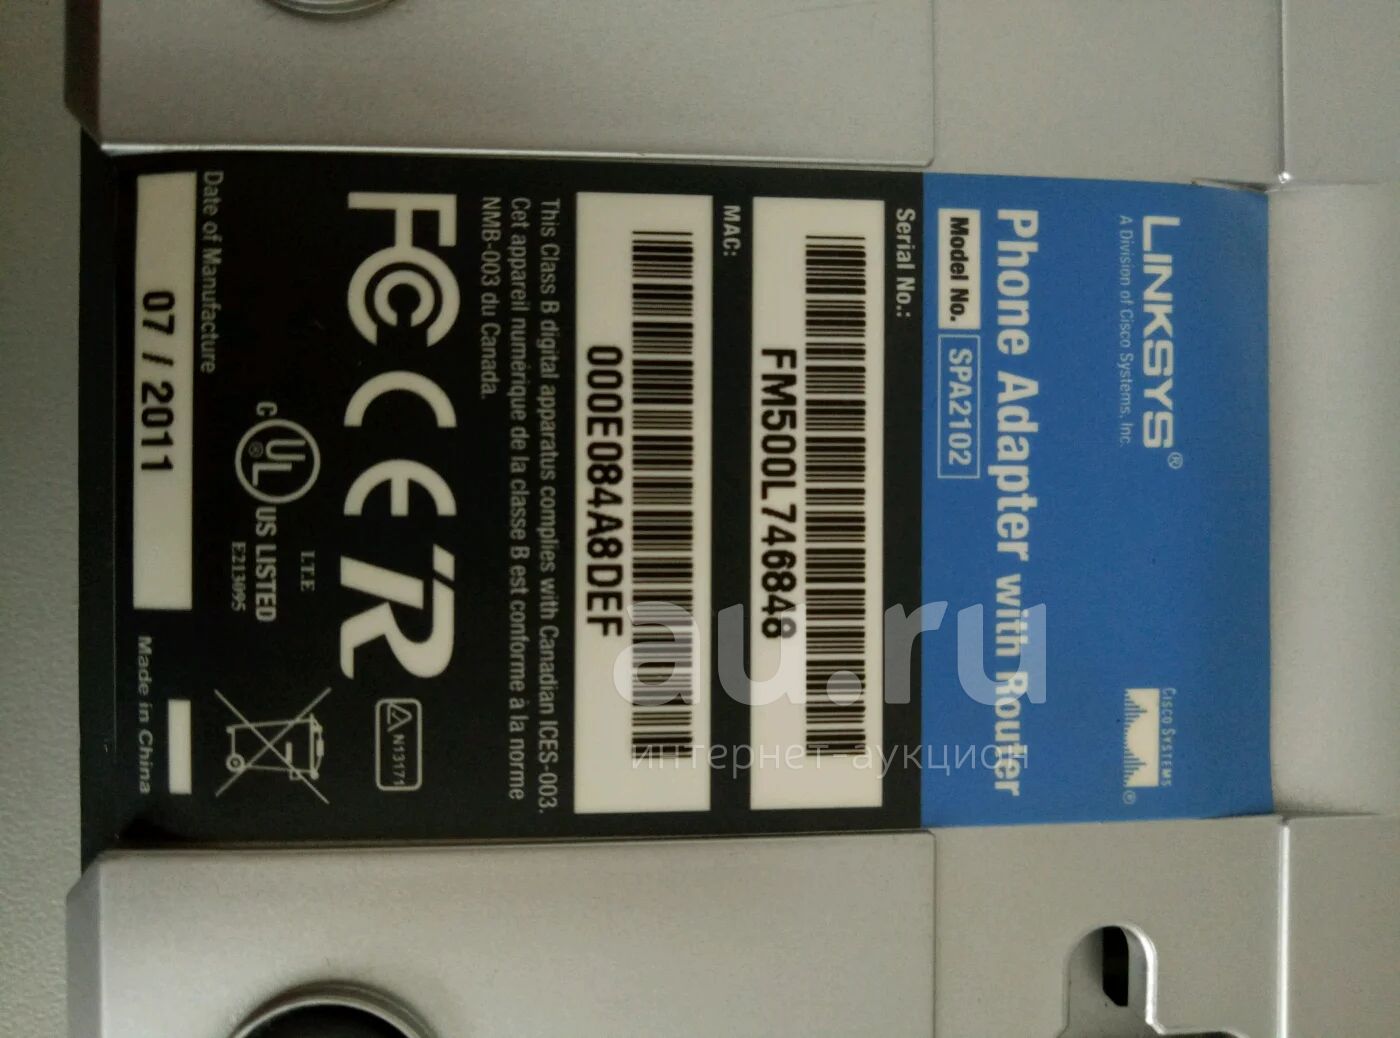 LINKSYS®
A Division of Cisco Systems, Inc.
CISCO SYSTEMS
®
Phone Adapter with Router
Model No. SPA2102
Serial No.:
FM500L746848
MAC:
000E084A8DEF
This Class B digital apparatus complies with Canadian ICES-003.
Cet appareil numérique de la classe B est conforme à la norme
NMB-003 du Canada.
FC CE
N13171
C UL ® US LISTED
I.T.E
E213095
Date of Manufacture
07 / 2011
Made in China
au.ru
интернет-аукцион